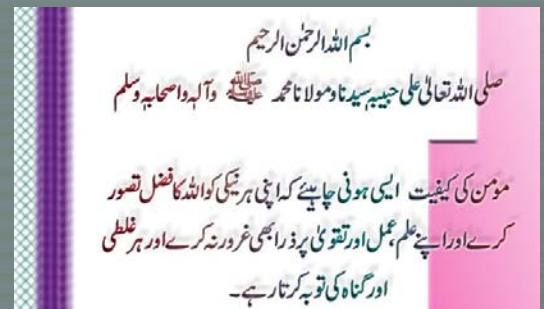 بسم اللہ الرحمٰن الرحیم
صلی اللہ تعالیٰ علیٰ حبیبہ سیدنا ومولانا محمد ﷺ وآلہ واصحابہ وسلم
مومن کی کیفیت ایسی ہونی چاہیئے کہ اپنی ہر نیکی کو اللہ کا فضل تصور
کرے اور اپنے علم، عمل اور تقویٰ پر ذرا بھی غرور نہ کرے اور ہر غلطی
اور گناہ کی توبہ کرتا رہے۔